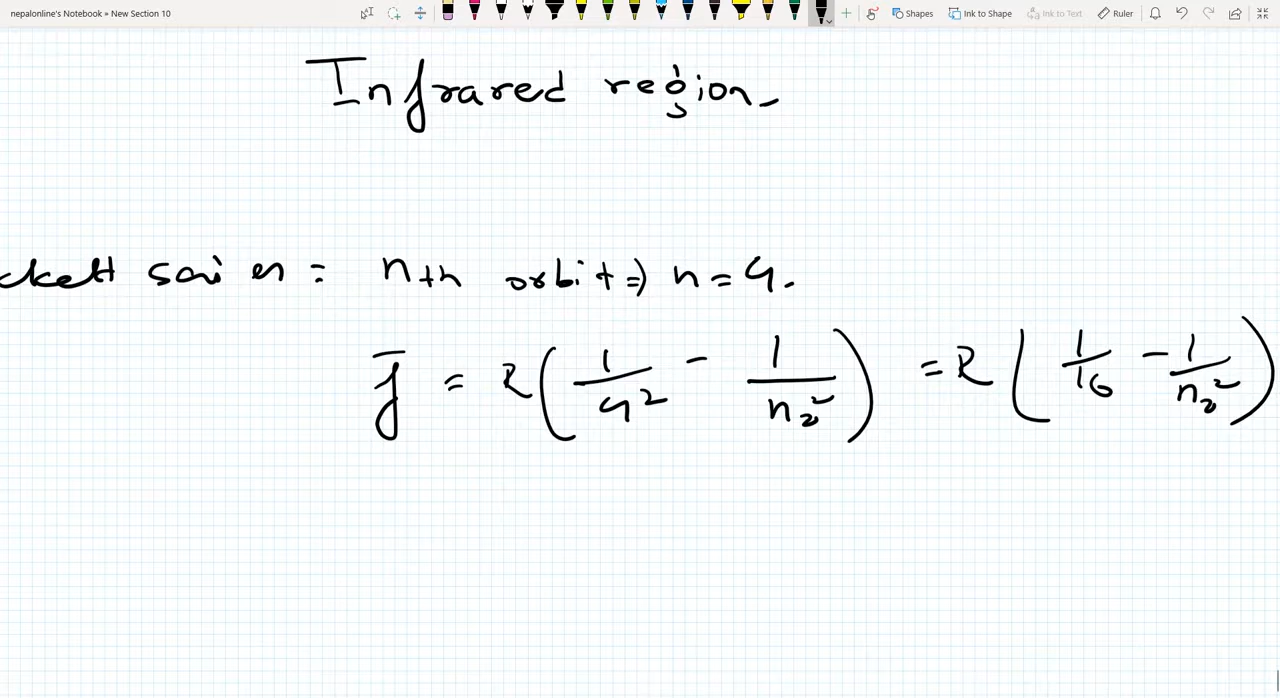 nepalonline's Notebook » New Section 10
Shapes Ink to Shape Ink to Text Ruler
Infrared region
ckett series : nth orbit ⇒ n = 4.
f̅ = R(1/4² - 1/n₂²) = R(1/16 - 1/n₂²)